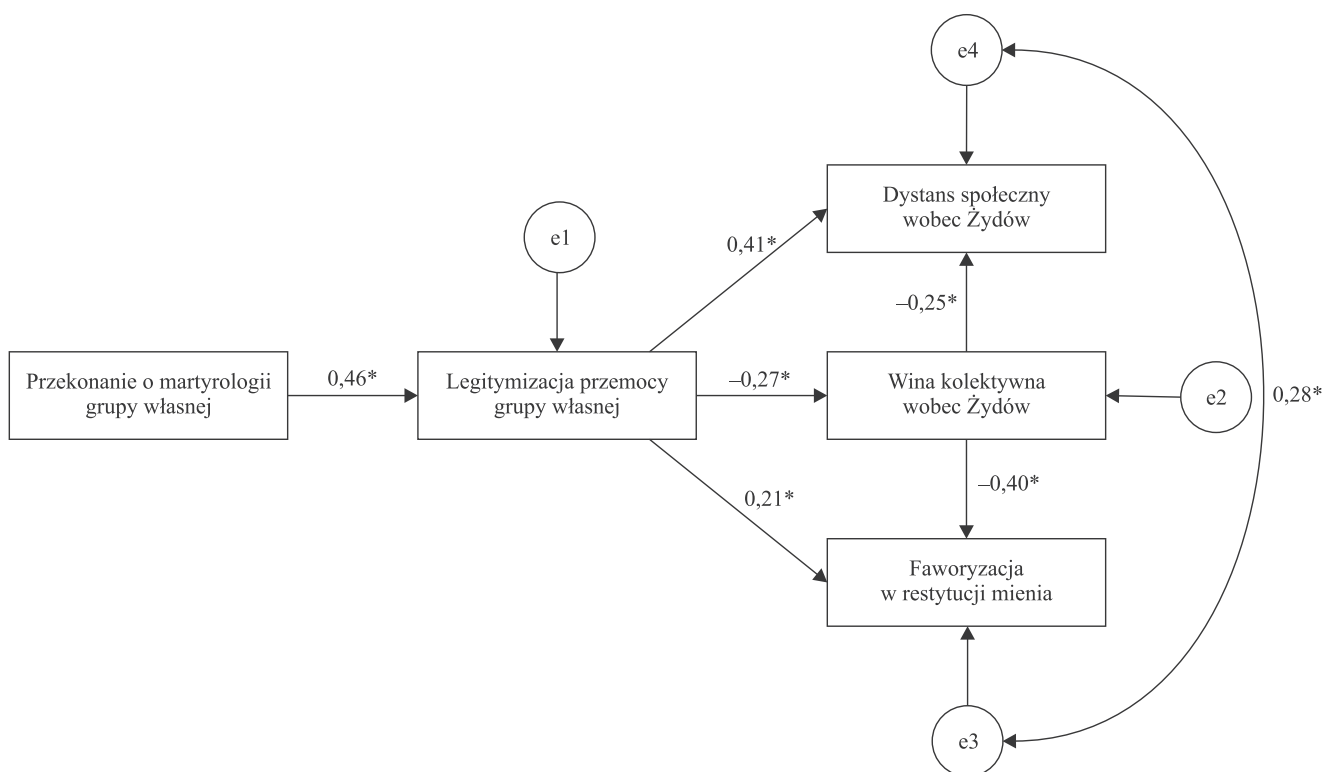 e4
Dystans społeczny
wobec Żydów
e1
0,41*
–0,25*
Przekonanie o martyrologii
grupy własnej
0,46*
Legitymizacja przemocy
grupy własnej
–0,27*
Wina kolektywna
wobec Żydów
e2
0,28*
0,21*
–0,40*
Faworyzacja
w restytucji mienia
e3